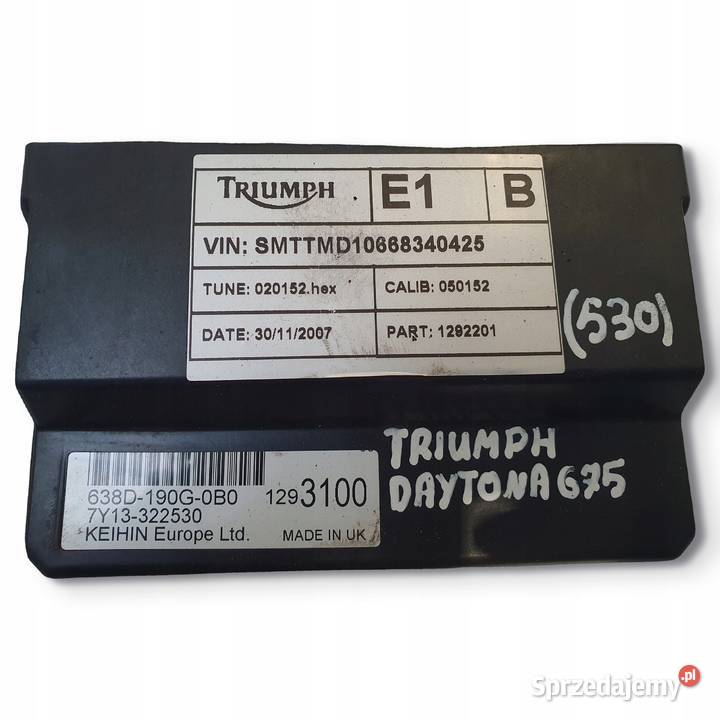 TRIUMPH E1 B
VIN: SMTTMD10668340425
TUNE: 020152.hex CALIB: 050152
DATE: 30/11/2007 PART: 1292201
(530)
TRIUMPH
DAYTONA 675
638D-190G-0B0 1293100
7Y13-322530
KEIHIN Europe Ltd. MADE IN UK
Sprzedajemy.pl